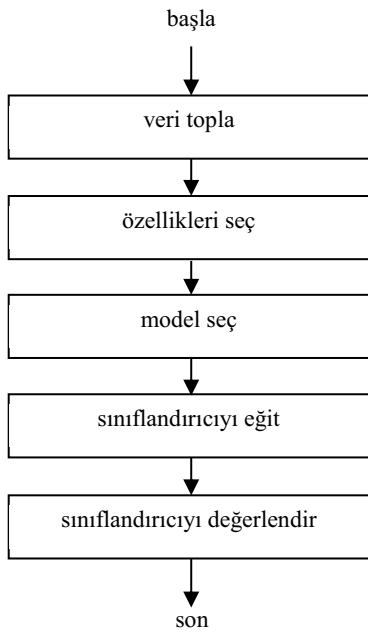 başla
veri topla
özellikleri seç
model seç
sınıflandırıcıyı eğit
sınıflandırıcıyı değerlendir
son